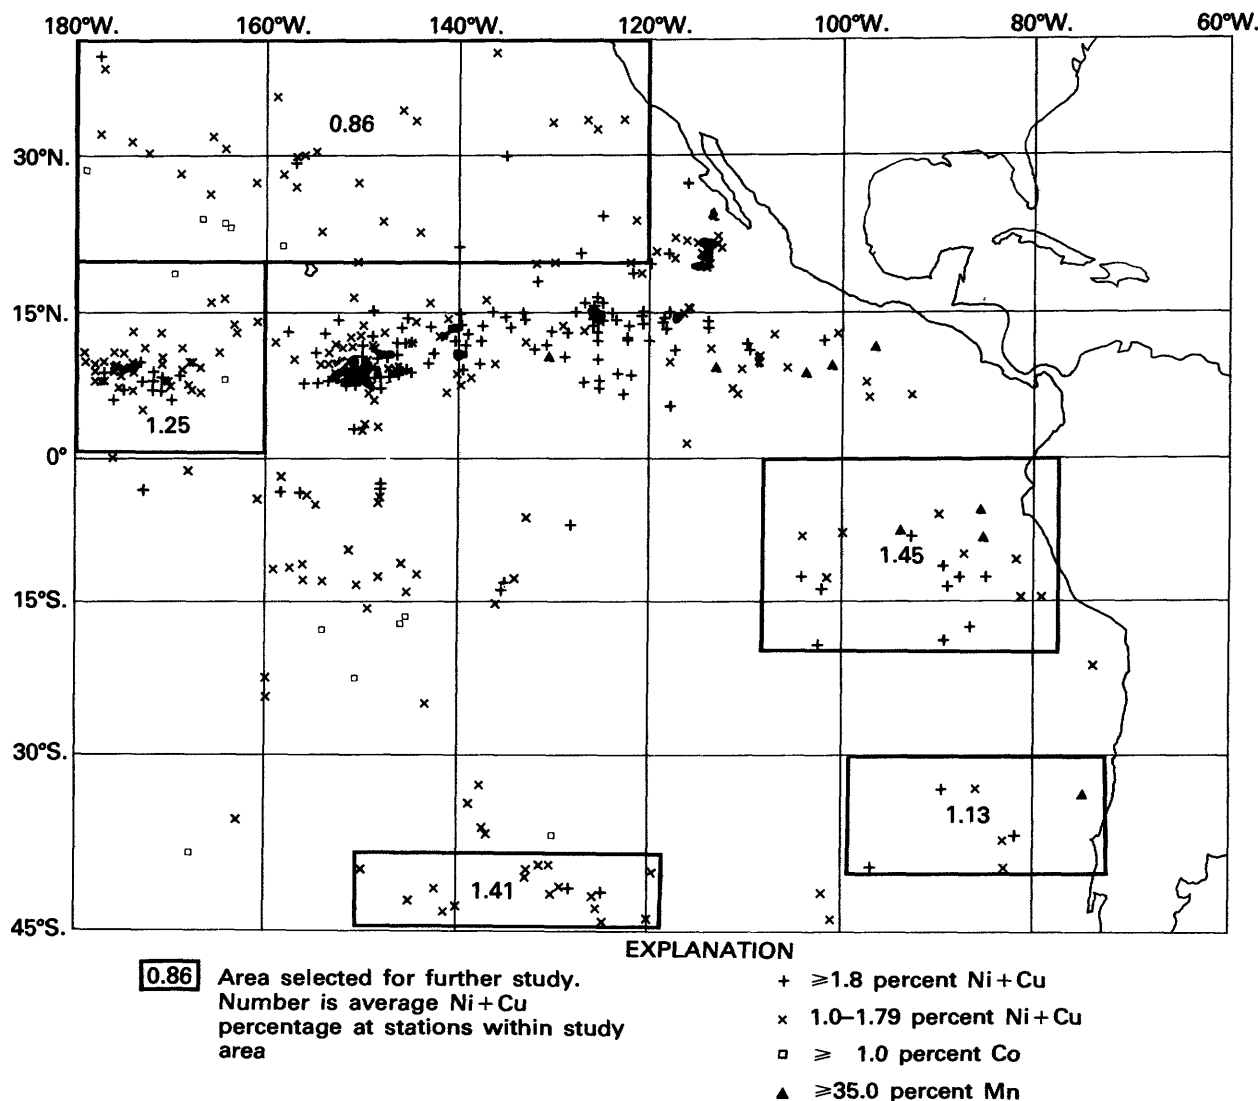 180°W. 160°W. 140°W. 120°W. 100°W. 80°W. 60°W.
0.86
30°N.
15°N.
1.25
0°
1.45
15°S.
30°S.
1.13
1.41
45°S.
EXPLANATION
0.86 Area selected for further study.
Number is average Ni+Cu
percentage at stations within study
area
+ ≥1.8 percent Ni+Cu
× 1.0–1.79 percent Ni+Cu
□ ≥ 1.0 percent Co
▲ ≥35.0 percent Mn